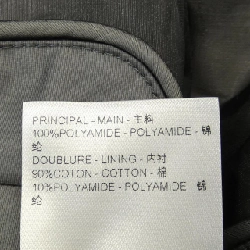 PRINCIPAL - MAIN - 主料
100%POLYAMIDE - POLYAMIDE - 锦
纶
DOUBLURE - LINING - 内衬
90%COTON - COTTON - 棉
10%POLYAMIDE - POLYAMIDE 锦
纶